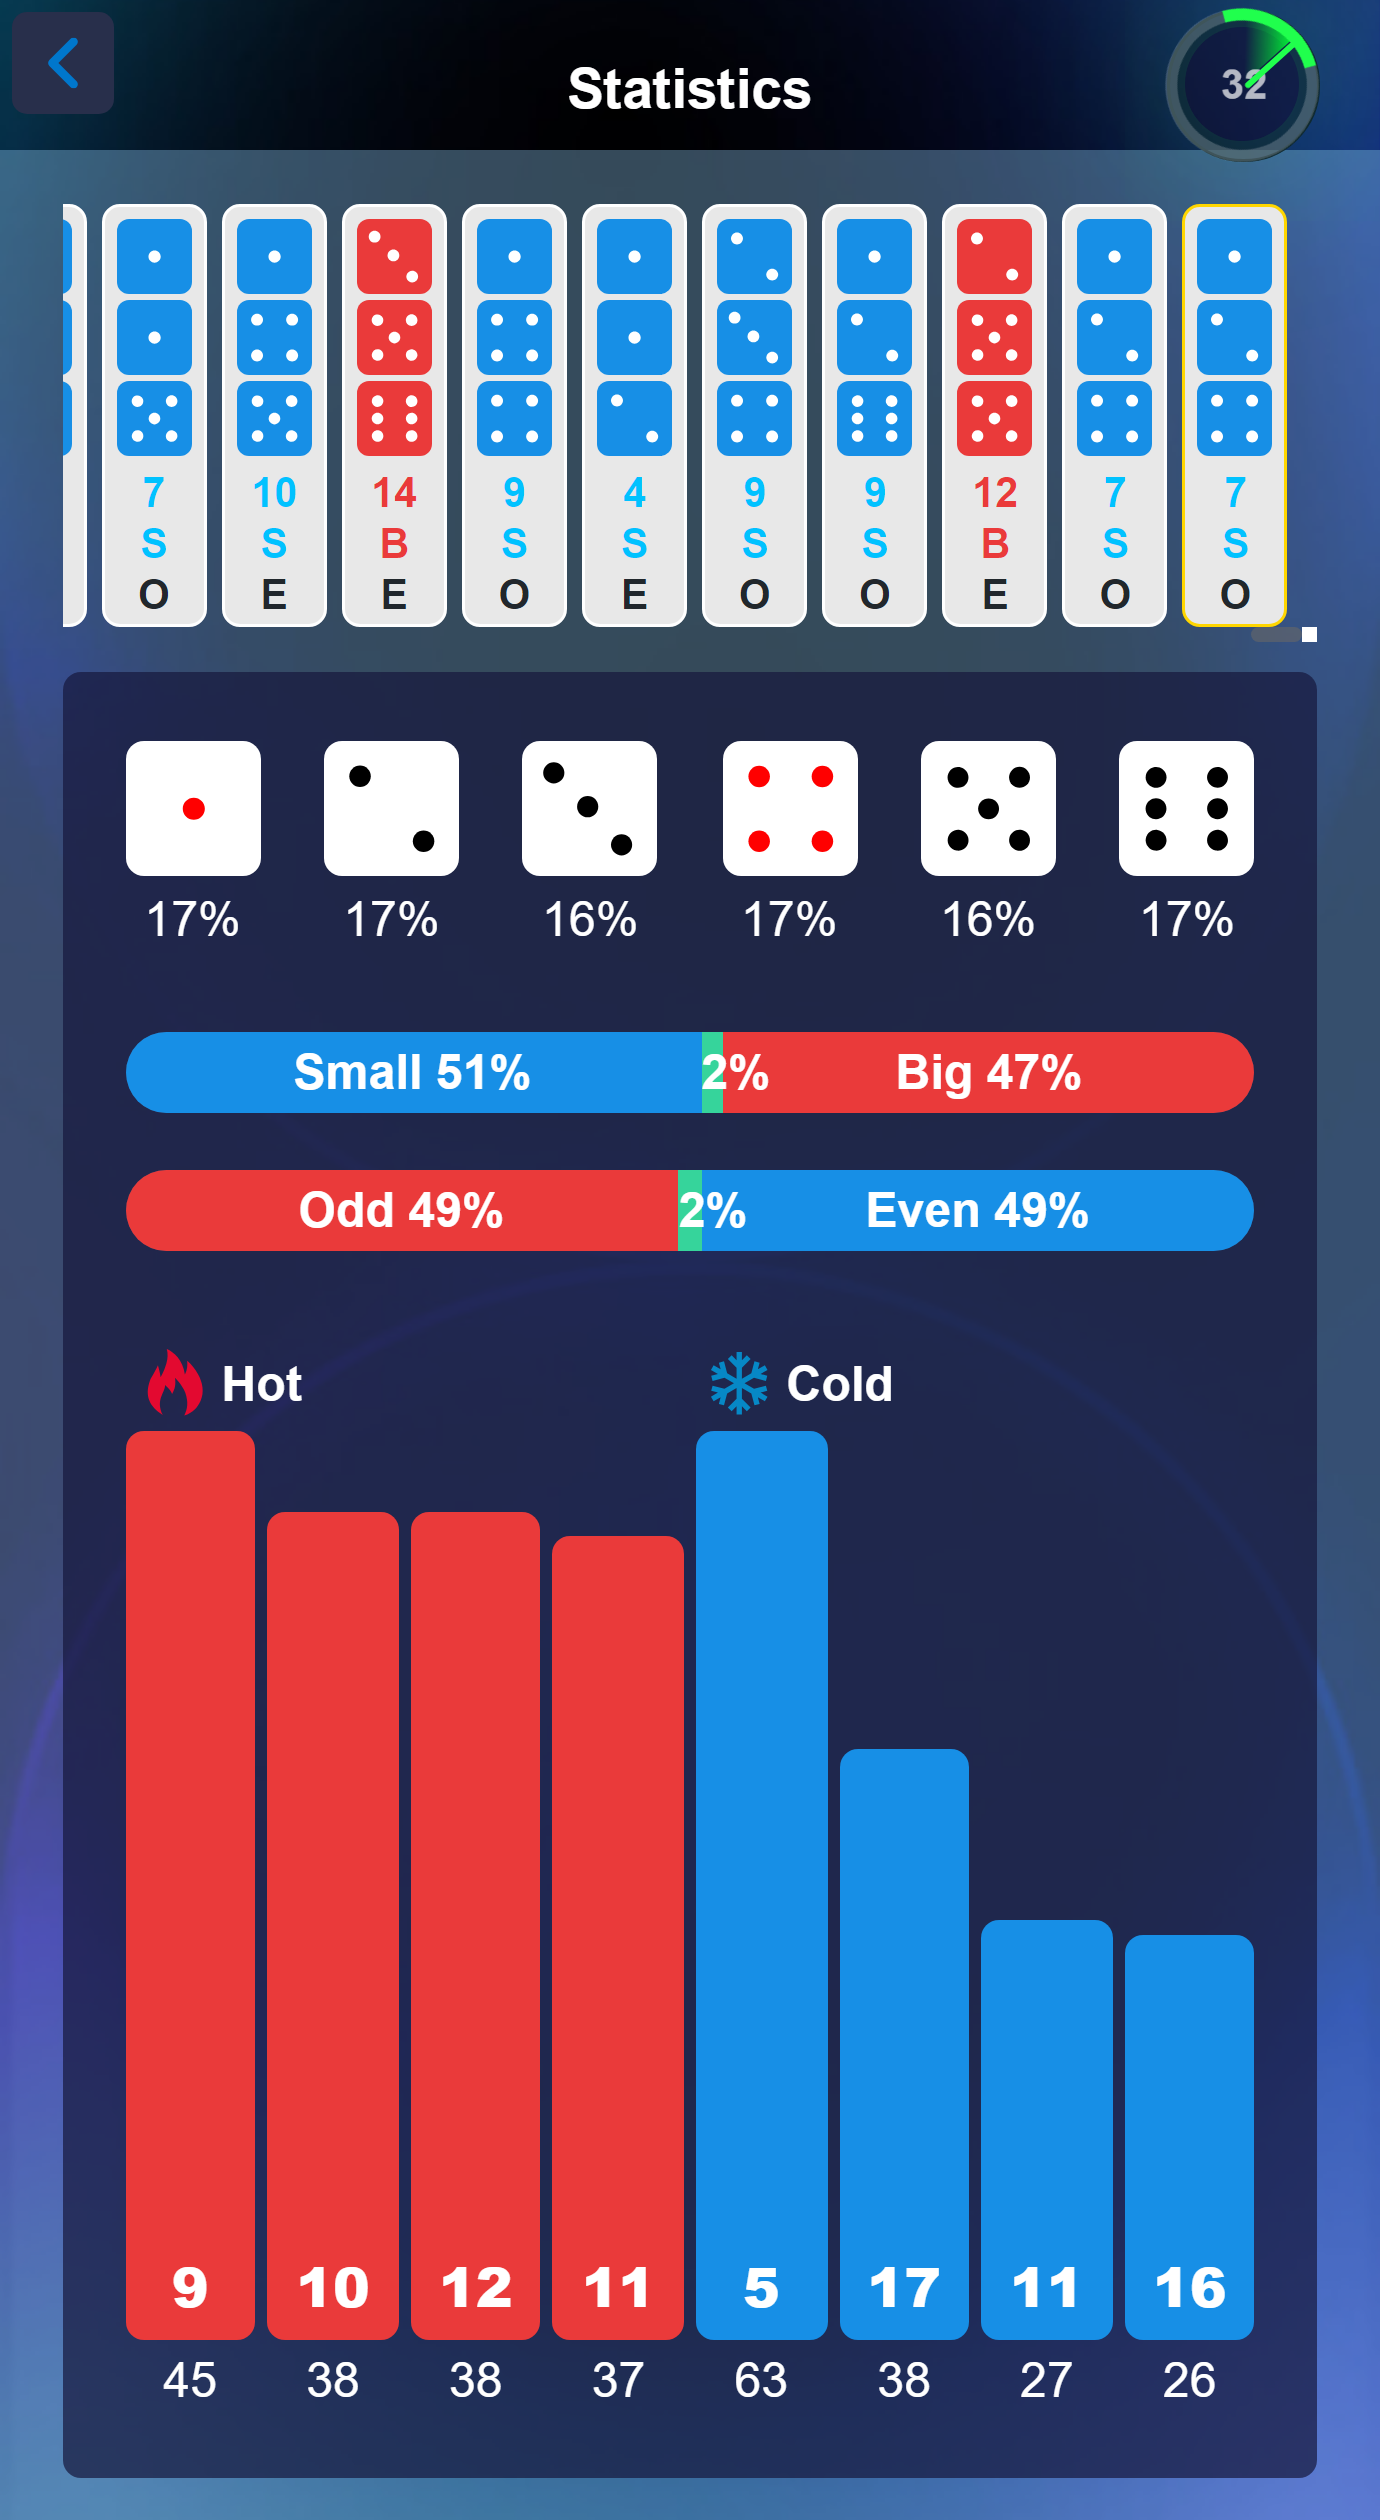 Statistics
32
7 10 14 9 4 9 9 12 7 7
S S B S S S S B S S
O E E O E O O E O O
17% 17% 16% 17% 16% 17%
Small 51% 2% Big 47%
Odd 49% 2% Even 49%
Hot Cold
9 10 12 11 5 17 11 16
45 38 38 37 63 38 27 26